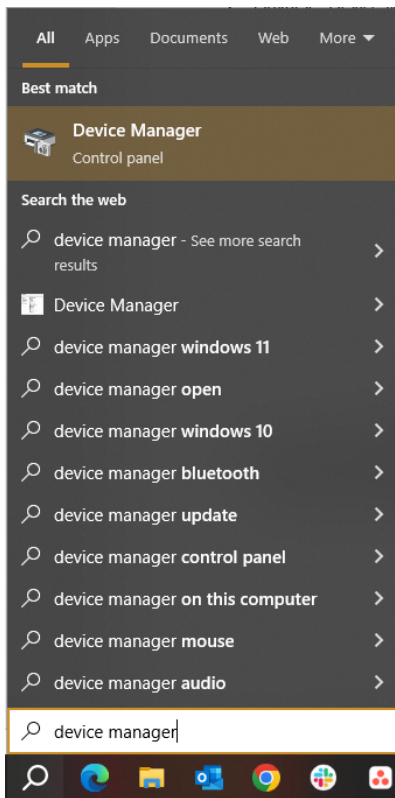 All Apps Documents Web More
Best match
Device Manager
Control panel
Search the web
device manager - See more search
results
Device Manager
device manager windows 11
device manager open
device manager windows 10
device manager bluetooth
device manager update
device manager control panel
device manager on this computer
device manager mouse
device manager audio
device manager